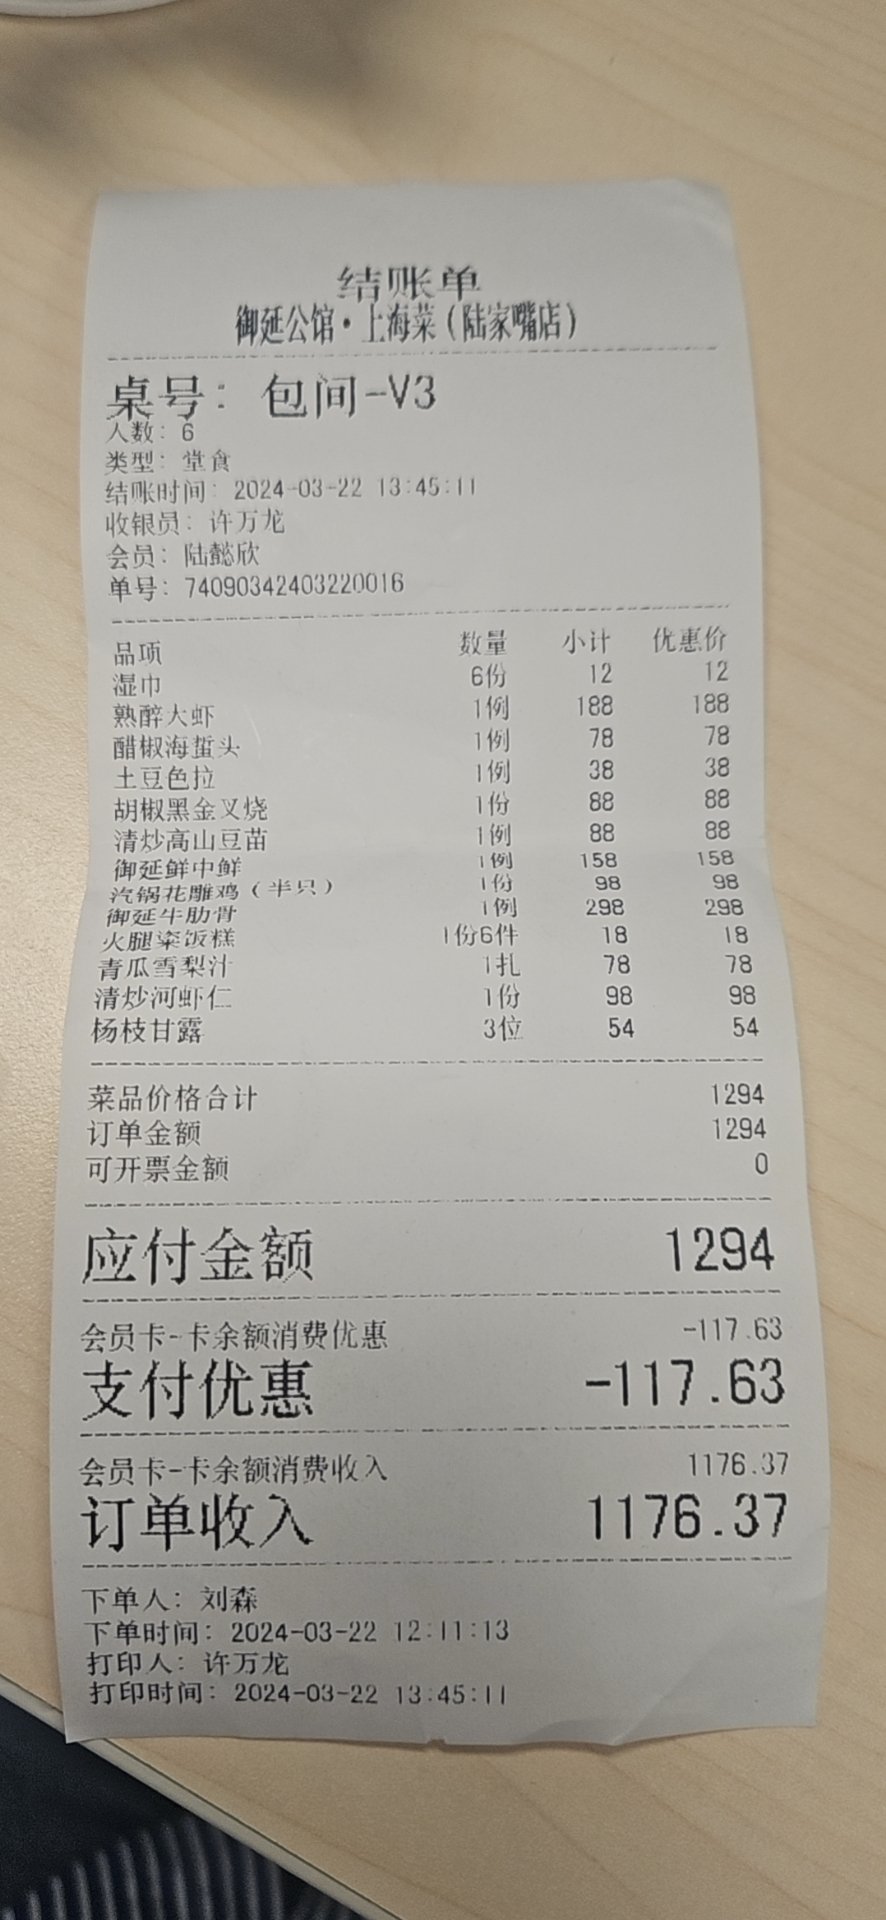 结账单
御延公馆·上海菜(陆家嘴店)
桌号: 包间-V3
人数: 6
类型: 堂食
结账时间: 2024-03-22 13:45:11
收银员: 许万龙
会员: 陆懿欣
单号: 74090342403220016
品项 数量 小计 优惠价
湿巾 6份 12 12
熟醉大虾 1例 188 188
醋椒海蜇头 1例 78 78
土豆色拉 1例 38 38
胡椒黑金叉烧 1份 88 88
清炒高山豆苗 1例 88 88
御延鲜中鲜 1例 158 158
汽锅花雕鸡(半只) 1份 98 98
御延牛肋骨 1例 298 298
火腿粢饭糕 1份6件 18 18
青瓜雪梨汁 1扎 78 78
清炒河虾仁 1份 98 98
杨枝甘露 3位 54 54
菜品价格合计 1294
订单金额 1294
可开票金额 0
应付金额 1294
会员卡-卡余额消费优惠 -117.63
支付优惠 -117.63
会员卡-卡余额消费收入 1176.37
订单收入 1176.37
下单人: 刘森
下单时间: 2024-03-22 12:11:13
打印人: 许万龙
打印时间: 2024-03-22 13:45:11